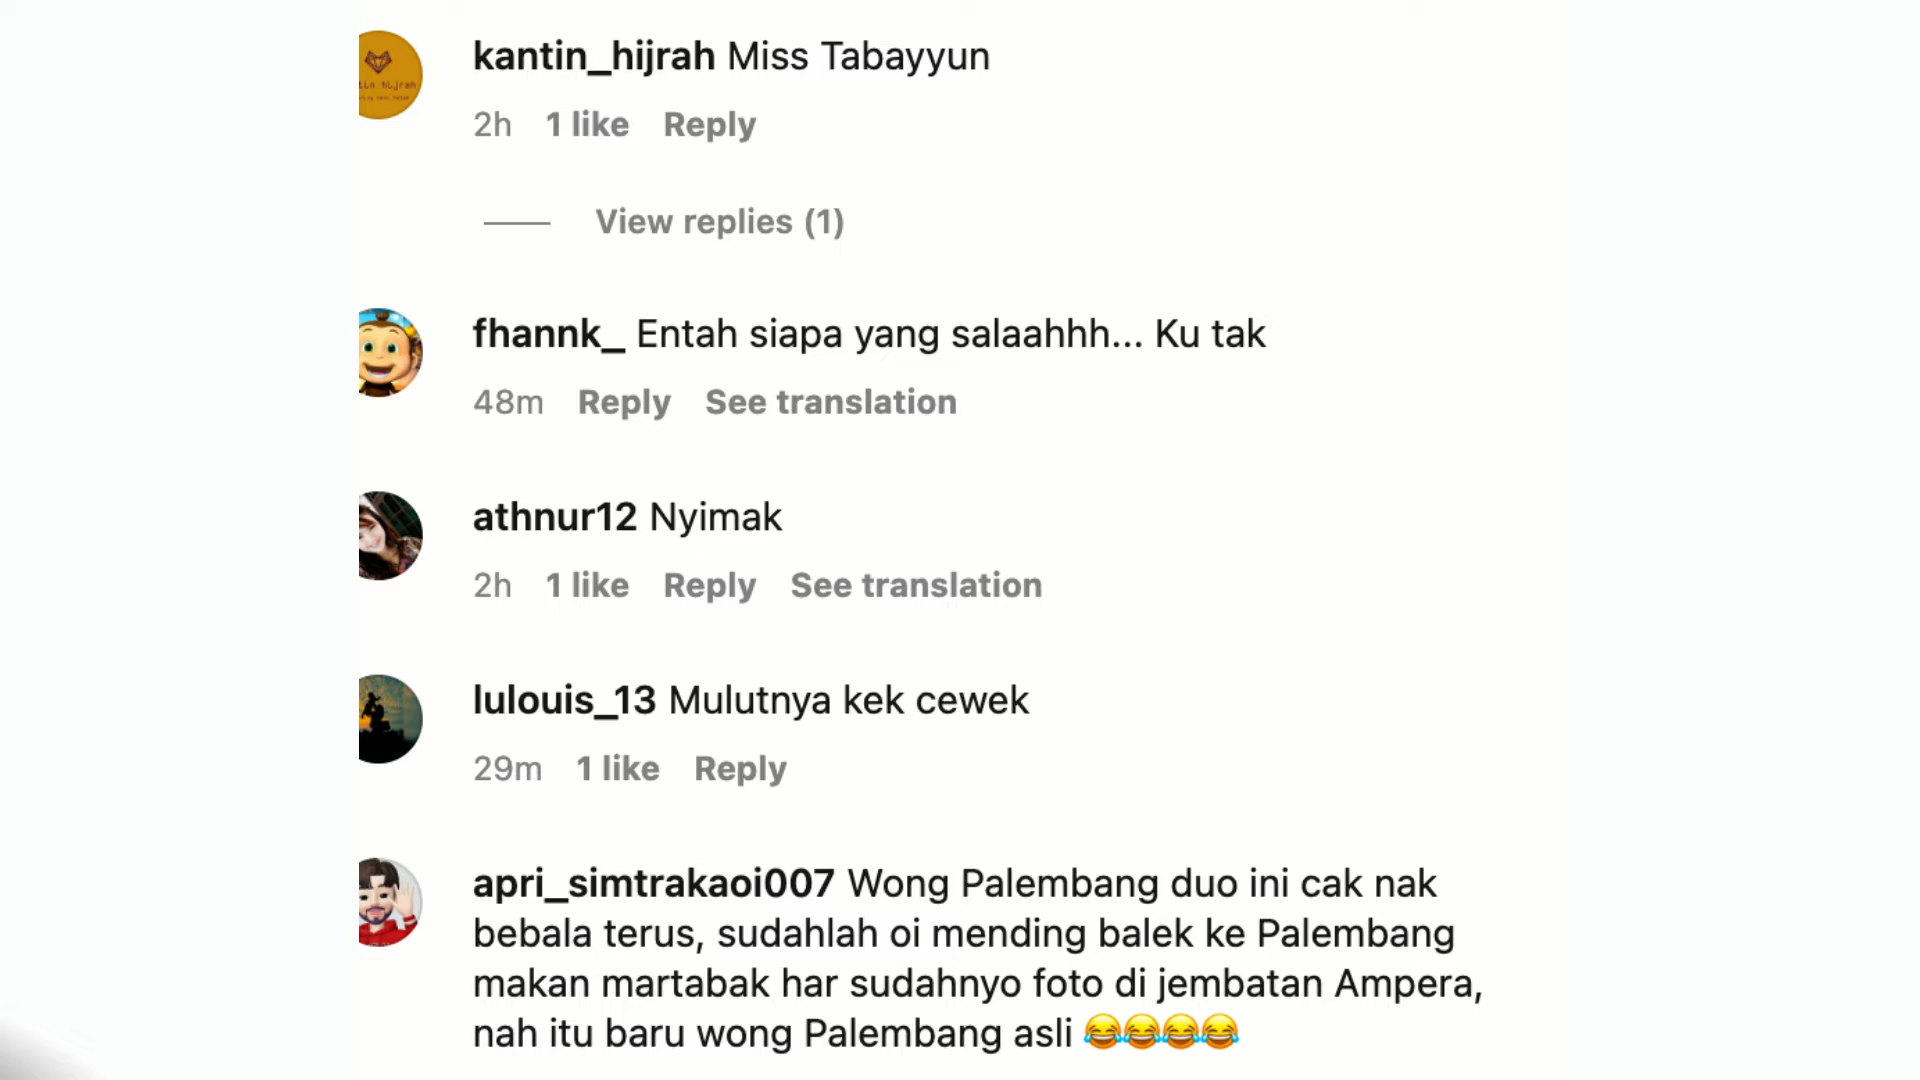 kantin_hijrah Miss Tabayyun
2h 1 like Reply
View replies (1)
fhannk_ Entah siapa yang salaahhh... Ku tak
48m Reply See translation
athnur12 Nyimak
2h 1 like Reply See translation
lulouis_13 Mulutnya kek cewek
29m 1 like Reply
apri_simtrakaoi007 Wong Palembang duo ini cak nak
bebala terus, sudahlah oi mending balek ke Palembang
makan martabak har sudahnyo foto di jembatan Ampera,
nah itu baru wong Palembang asli 😂😂😂😂